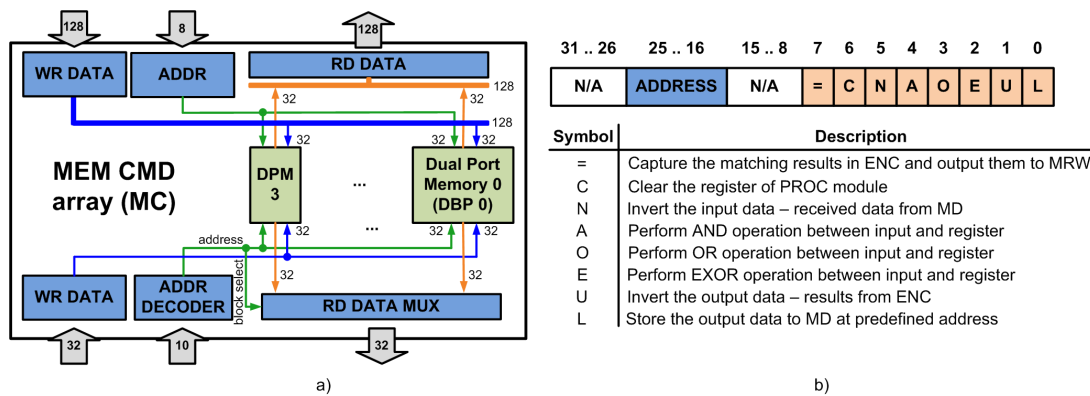 128
8
128
WR DATA
ADDR
RD DATA
32
32
128
128
32
32
32
32
MEM CMD
array (MC)
DPM
3
...
Dual Port
Memory 0
(DBP 0)
...
address
32
32
32
32
32
32
block select
WR DATA
ADDR
DECODER
RD DATA MUX
32
10
32
a)
31 .. 26 25 .. 16 15 .. 8 7 6 5 4 3 2 1 0
N/A ADDRESS N/A = C N A O E U L
Symbol Description
= Capture the matching results in ENC and output them to MRW
C Clear the register of PROC module
N Invert the input data – received data from MD
A Perform AND operation between input and register
O Perform OR operation between input and register
E Perform EXOR operation between input and register
U Invert the output data – results from ENC
L Store the output data to MD at predefined address
b)